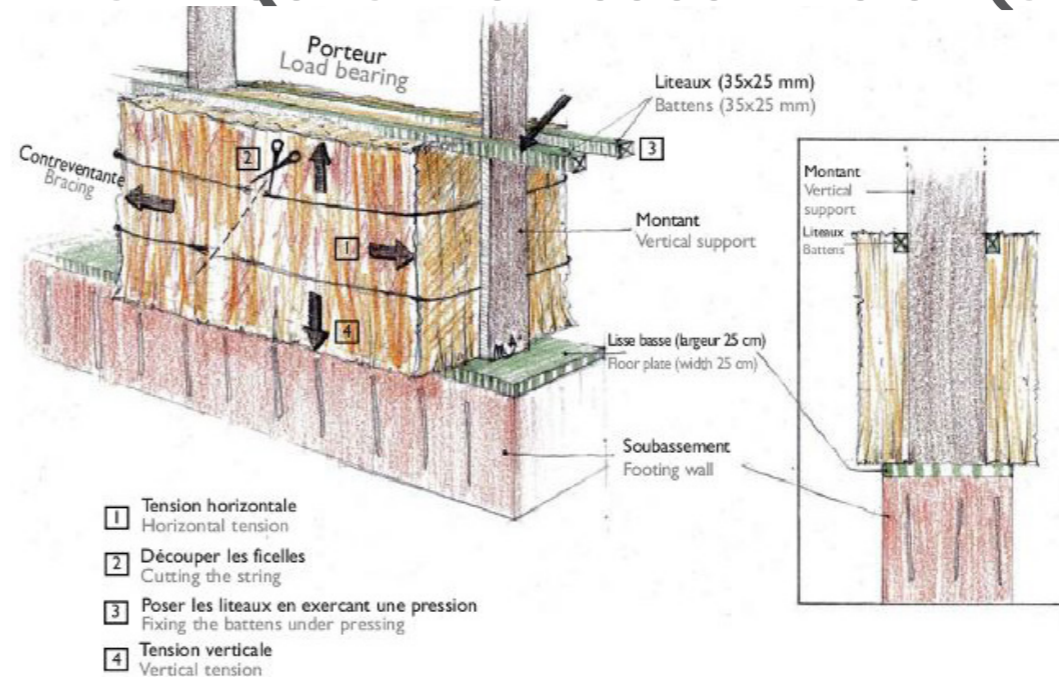 Porteur
Load bearing
Liteaux (35x25 mm)
Battens (35x25 mm)
3
2
Contreventante
Bracing
1
Montant
Vertical support
4
Lisse basse (largeur 25 cm)
Floor plate (width 25 cm)
Soubassement
Footing wall
Montant
Vertical
support
Liteaux
Battens
1 Tension horizontale
Horizontal tension
2 Découper les ficelles
Cutting the string
3 Poser les liteaux en exercant une pression
Fixing the battens under pressing
4 Tension verticale
Vertical tension